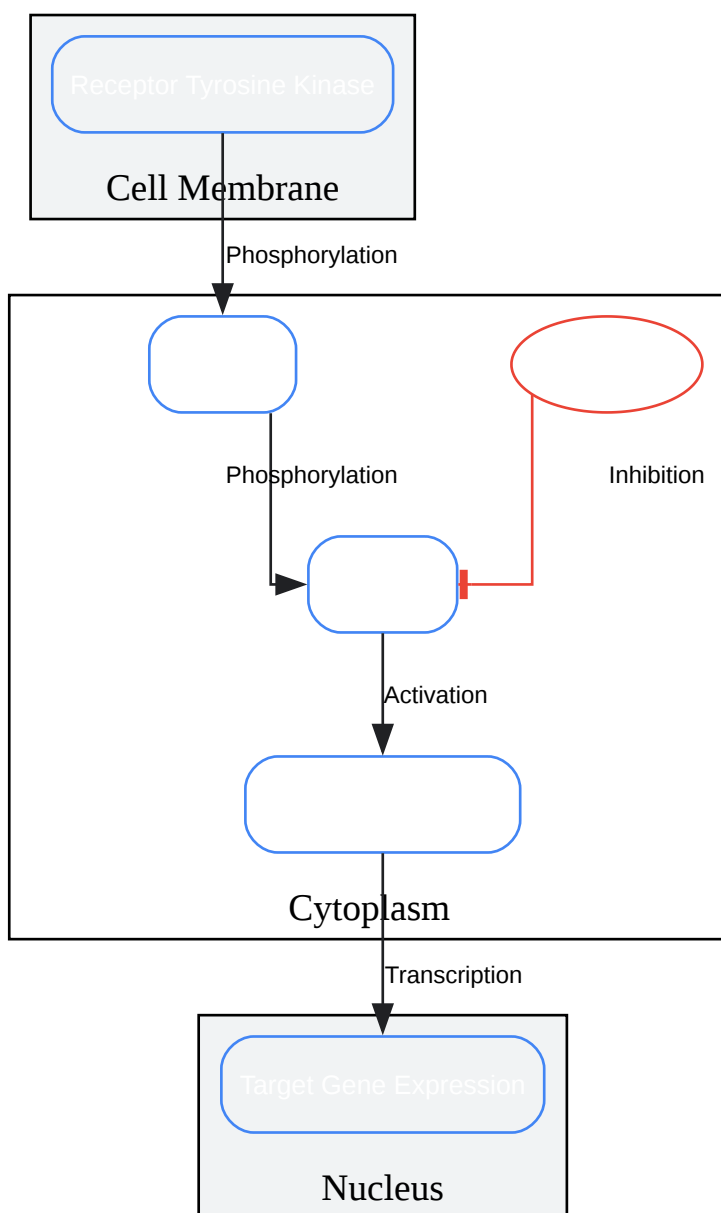 Receptor Tyrosine Kinase
Cell Membrane
Phosphorylation
Phosphorylation
Inhibition
Activation
Cytoplasm
Transcription
Target Gene Expression
Nucleus